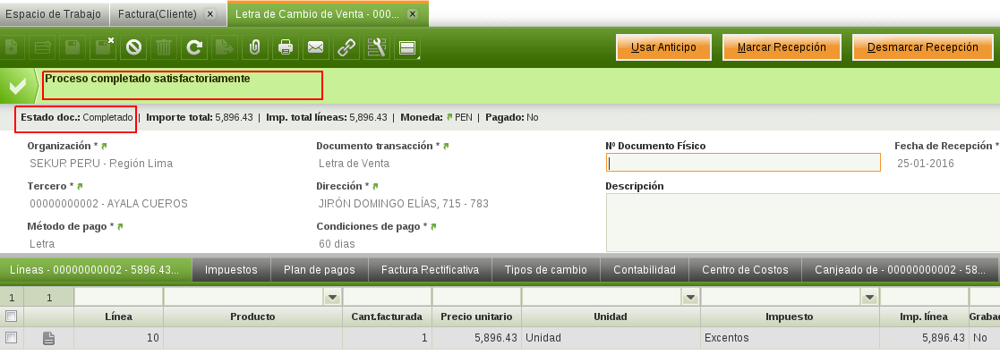 Espacio de Trabajo Factura(Cliente) x Letra de Cambio de Venta - 000... x
Usar Anticipo Marcar Recepción Desmarcar Recepción
Proceso completado satisfactoriamente
Estado doc.: Completado | Importe total: 5,896.43 | Imp. total líneas: 5,896.43 | Moneda: PEN | Pagado: No
Organización * Documento transacción * Nº Documento Físico Fecha de Recepción *
SEKUR PERU - Región Lima Letra de Venta 25-01-2016
Tercero * Dirección * Descripción
00000000002 - AYALA CUEROS JIRÓN DOMINGO ELÍAS, 715 - 783
Método de pago * Condiciones de pago *
Letra 60 dias
Líneas - 00000000002 - 5896.43... Impuestos Plan de pagos Factura Rectificativa Tipos de cambio Contabilidad Centro de Costos Canjeado de - 00000000002 - 58...
1 1
Línea Producto Cant.facturada Precio unitario Unidad Impuesto Imp. línea Graba
10 1 5,896.43 Unidad Excentos 5,896.43 No